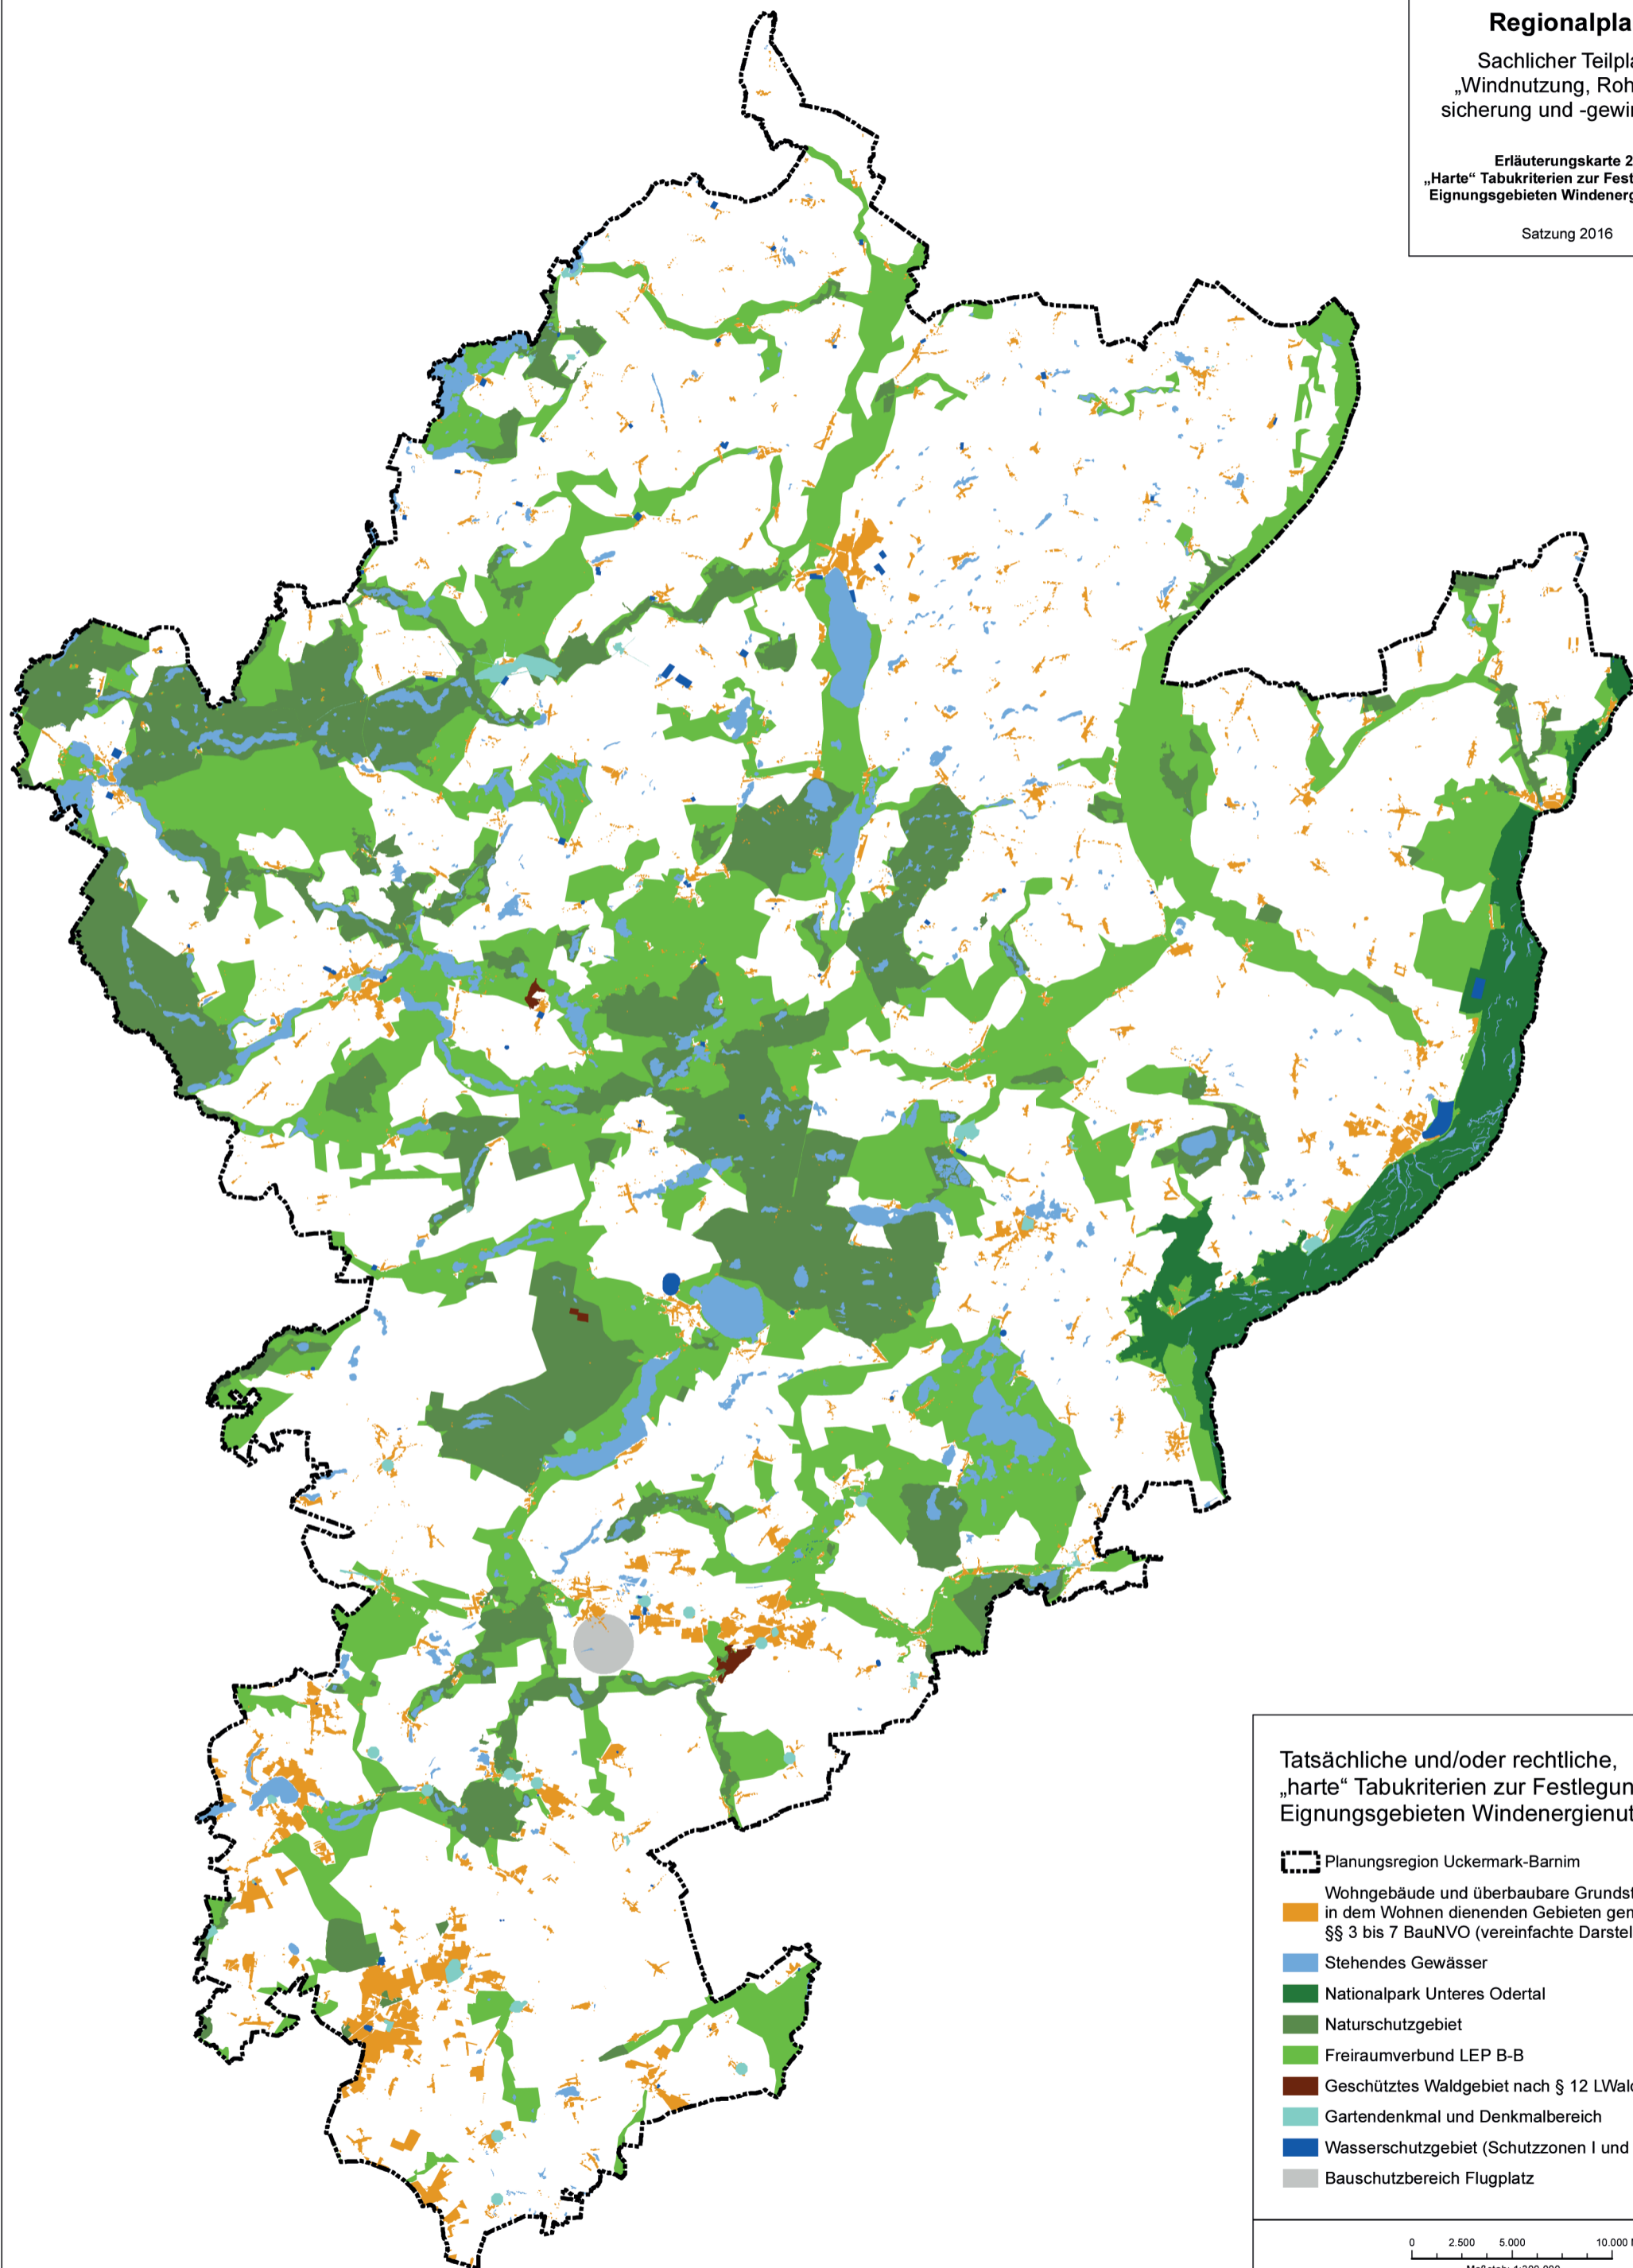 Regionalpla
Sachlicher Teilpla
„Windnutzung, Roh
sicherung und -gewi
Erläuterungskarte 2
„Harte“ Tabukriterien zur Fest
Eignungsgebieten Windenerg
Satzung 2016
Tatsächliche und/oder rechtliche,
„harte“ Tabukriterien zur Festlegun
Eignungsgebieten Windenergienut
Planungsregion Uckermark-Barnim
Wohngebäude und überbaubare Grundst
in dem Wohnen dienenden Gebieten gem
§§ 3 bis 7 BauNVO (vereinfachte Darstel
Stehendes Gewässer
Nationalpark Unteres Odertal
Naturschutzgebiet
Freiraumverbund LEP B-B
Geschütztes Waldgebiet nach § 12 LWald
Gartendenkmal und Denkmalbereich
Wasserschutzgebiet (Schutzzonen I und
Bauschutzbereich Flugplatz
0 2.500 5.000 10.000